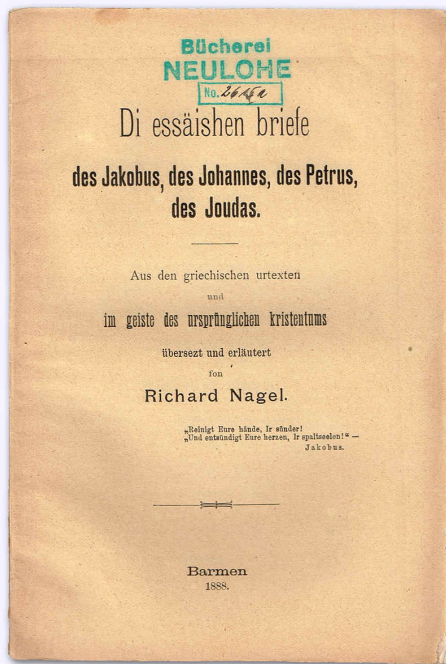 Bücherei
NEULOHE
No.
Di essäishen briefe
des Jakobus, des Johannes, des Petrus,
des Joudas.
Aus den griechischen urtexten
und
im geiste des ursprünglichen kristentums
übersezt und erläutert
fon
Richard Nagel.
„Reinigt Eure hände, Ir sünder!
„Und entsündigt Eure herzen, Ir spaltseelen!“ —
Jakobus.
Barmen
1888.